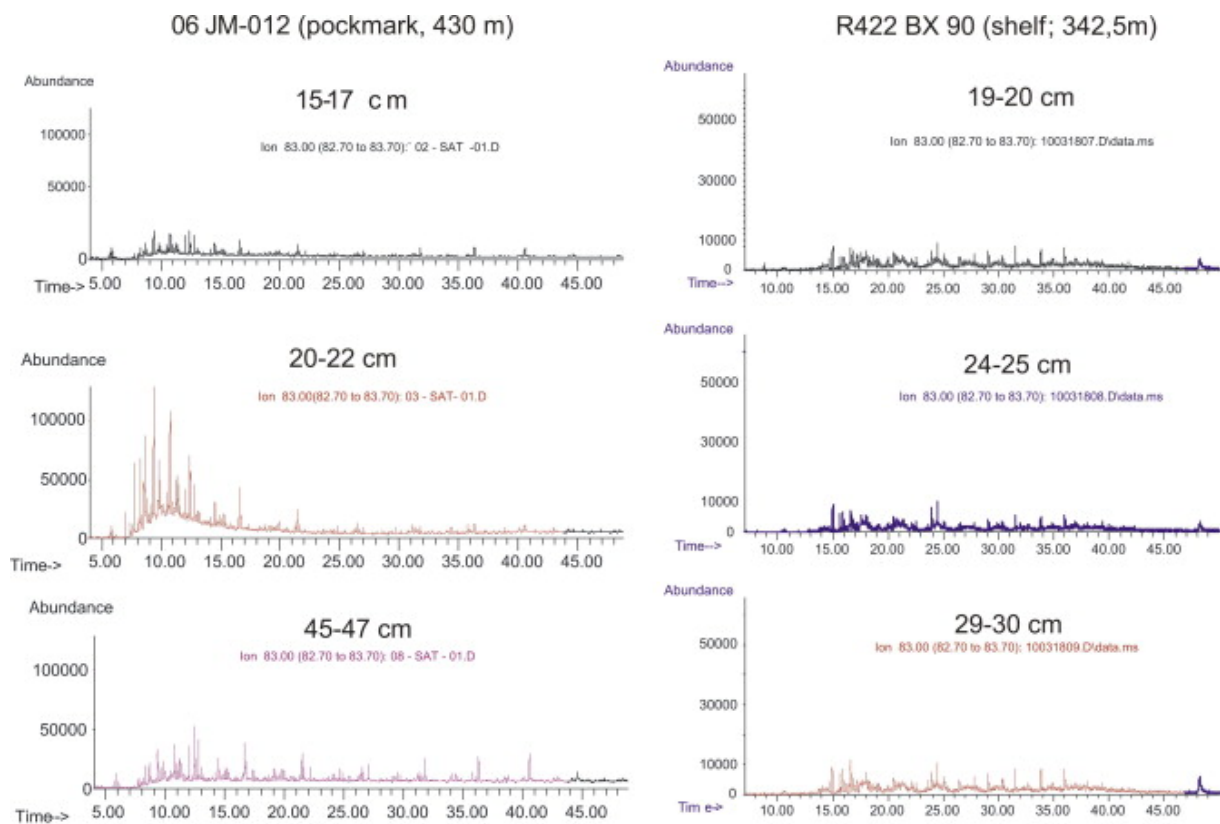 06 JM-012 (pockmark, 430 m)
R422 BX 90 (shelf; 342,5m)
Abundance
15-17 c m
Ion 83.00 (82.70 to 83.70): 02 - SAT -01.D
100000
50000
0
Time-> 5.00 10.00 15.00 20.00 25.00 30.00 35.00 40.00 45.00
Abundance
20-22 cm
Ion 83.00(82.70 to 83.70): 03 - SAT- 01.D
100000
50000
0
Time-> 5.00 10.00 15.00 20.00 25.00 30.00 35.00 40.00 45.00
Abundance
45-47 cm
Ion 83.00 (82.70 to 83.70): 08 - SAT - 01.D
100000
50000
0
Time-> 5.00 10.00 15.00 20.00 25.00 30.00 35.00 40.00 45.00
Abundance
19-20 cm
Ion 83.00 (82.70 to 83.70): 10031807.D\data.ms
50000
30000
10000
0
10.00 15.00 20.00 25.00 30.00 35.00 40.00 45.00
Time-->
Abundance
24-25 cm
Ion 83.00 (82.70 to 83.70): 10031808.D\data.ms
50000
30000
10000
0
10.00 15.00 20.00 25.00 30.00 35.00 40.00 45.00
Time-->
Abundance
29-30 cm
Ion 83.00 (82.70 to 83.70): 10031809.D\data.ms
50000
30000
10000
0
10.00 15.00 20.00 25.00 30.00 35.00 40.00 45.00
Tim e->